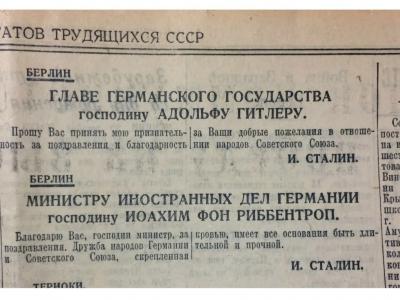 АТОВ ТРУДЯЩИХСЯ СССР
БЕРЛИН
ГЛАВЕ ГЕРМАНСКОГО ГОСУДАРСТВА
господину АДОЛЬФУ ГИТЛЕРУ.
Прошу Вас принять мою признатель-
ность за поздравления и благодарность
за Ваши добрые пожелания в отноше-
нии народов Советского Союза.
И. СТАЛИН.
БЕРЛИН
МИНИСТРУ ИНОСТРАННЫХ ДЕЛ ГЕРМАНИИ
господину ИОАХИМ ФОН РИББЕНТРОП.
Благодарю Вас, господин министр, за
поздравления. Дружба народов Германии
и Советского Союза, скрепленная
кровью, имеет все основания быть дли-
тельной и прочной.
И. СТАЛИН.
ТЕРИОКИ.